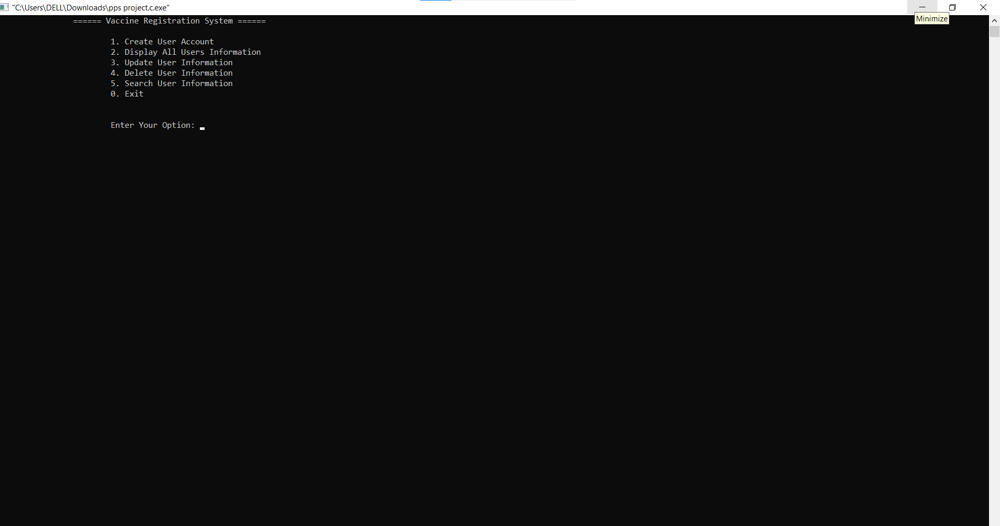 "C:\Users\DELL\Downloads\pps project.c.exe"
Minimize
====== Vaccine Registration System ======
1. Create User Account
2. Display All Users Information
3. Update User Information
4. Delete User Information
5. Search User Information
0. Exit
Enter Your Option: